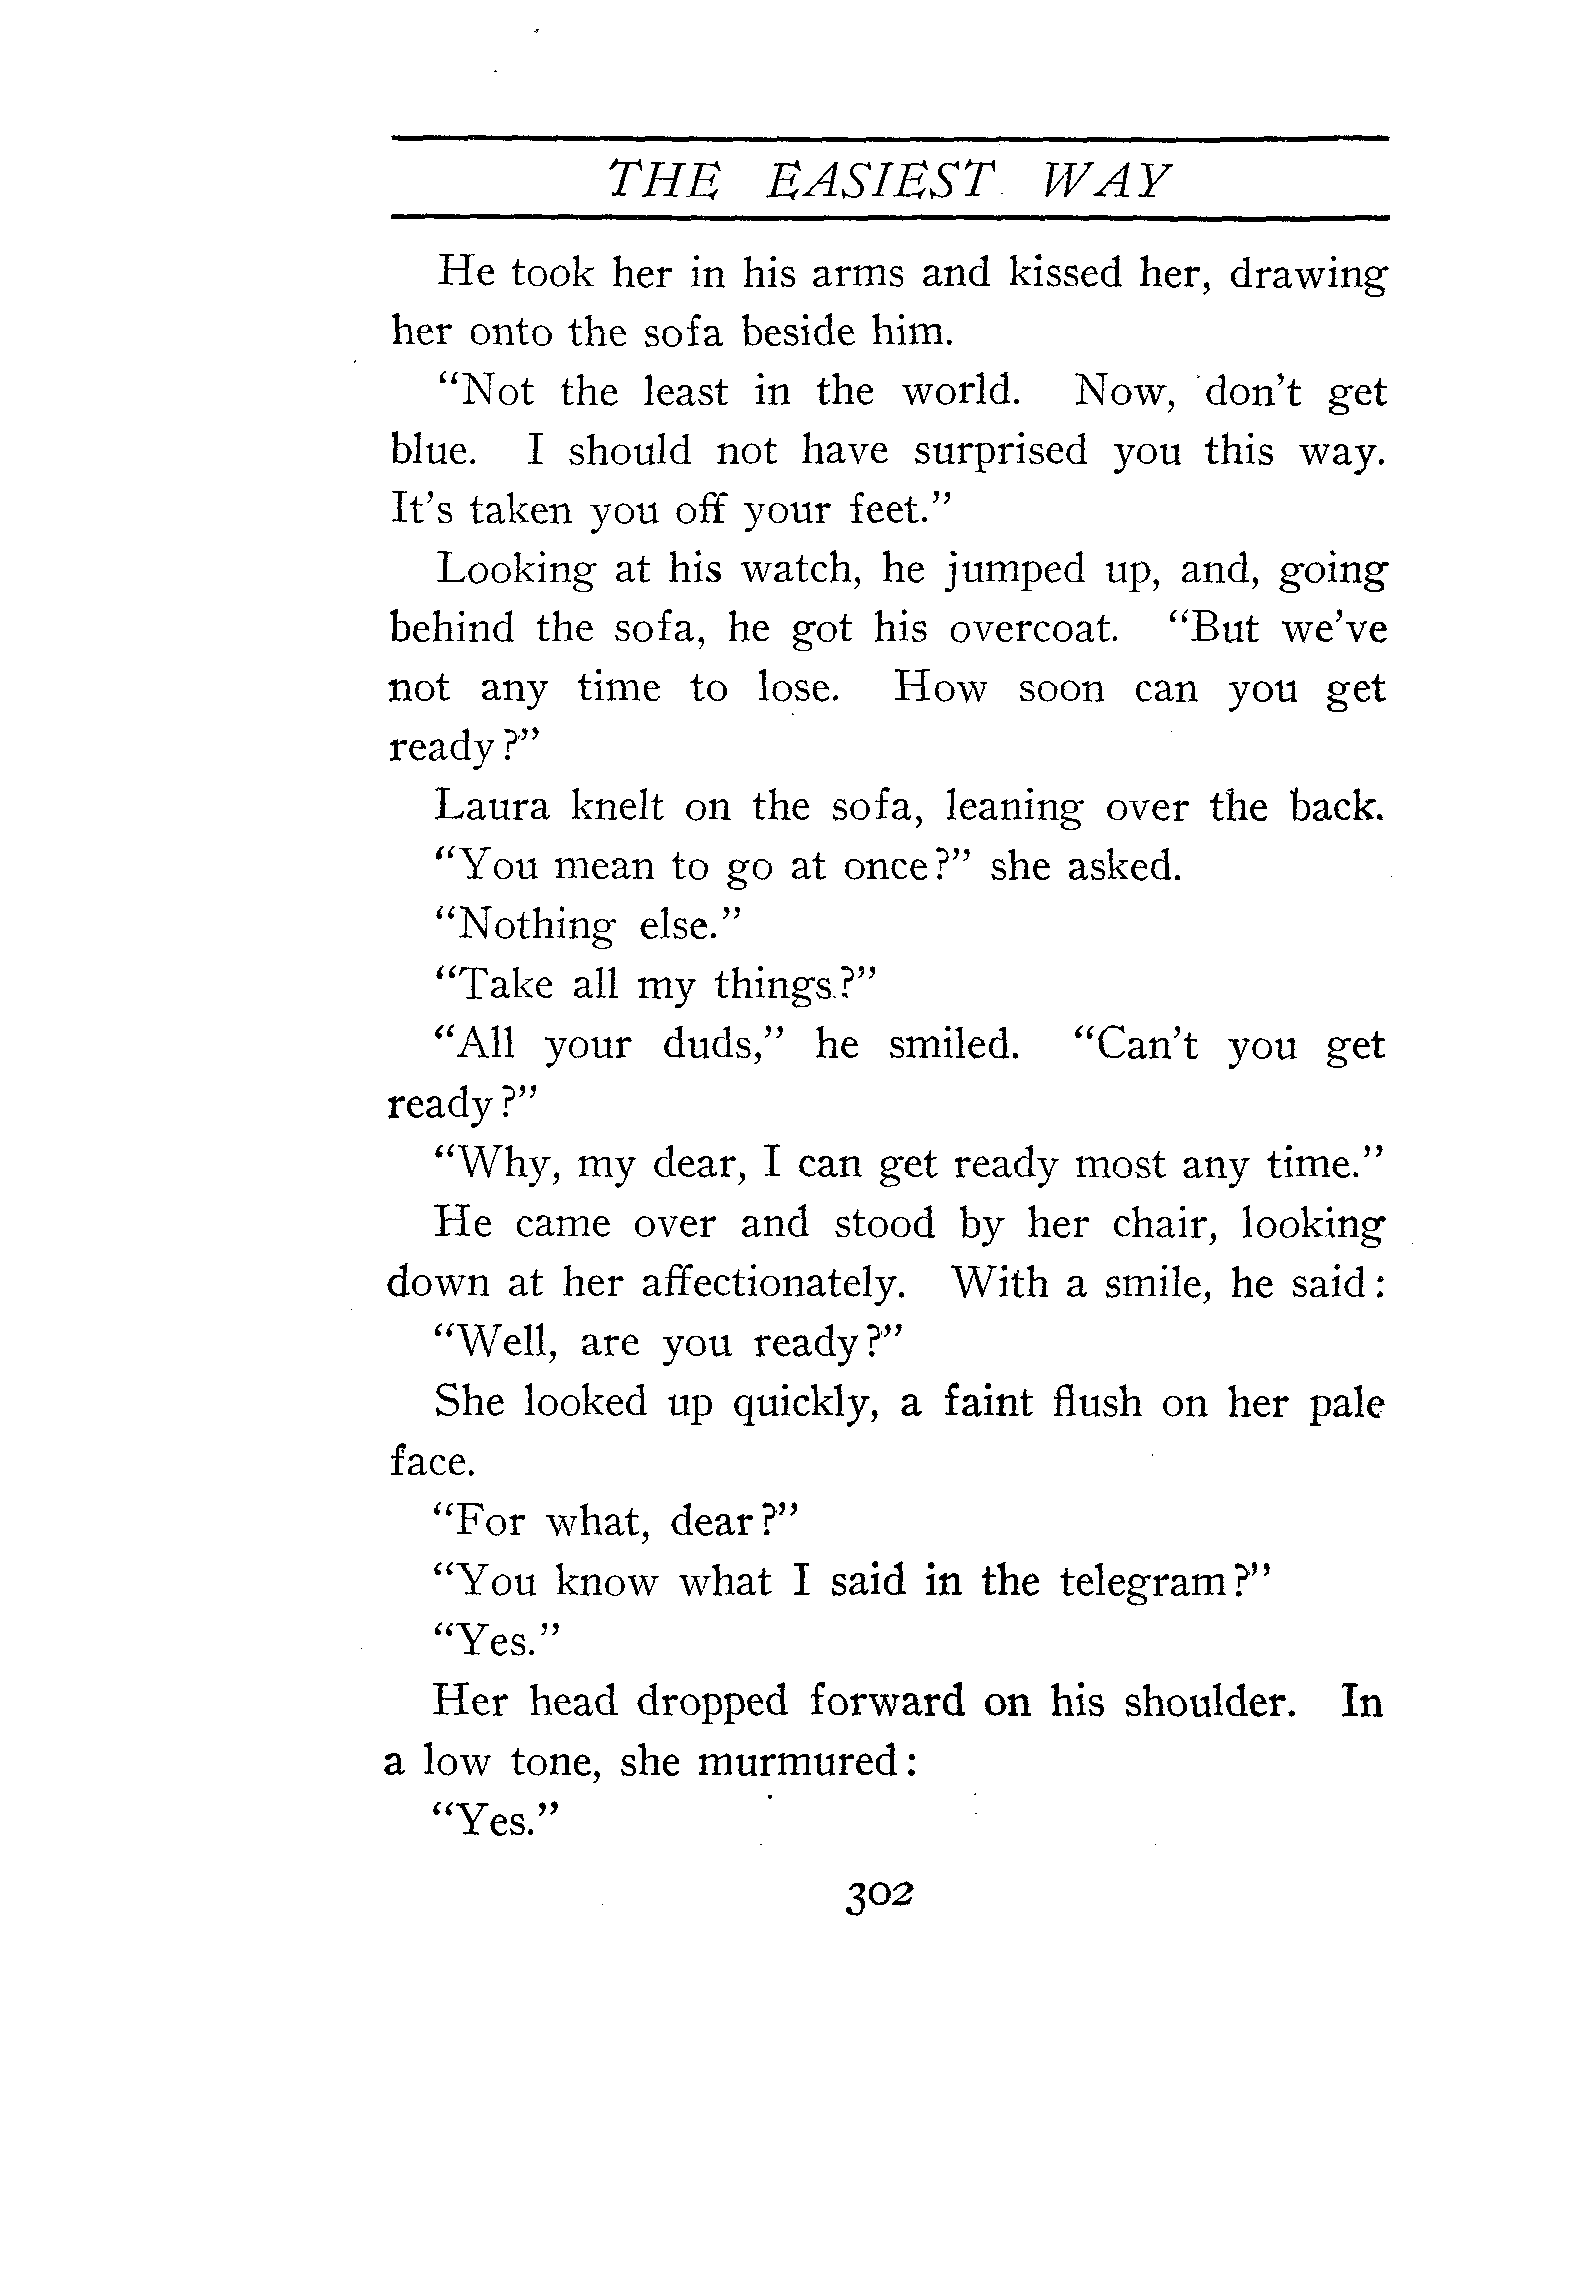 THE EASIEST WAY
He took her in his arms and kissed her, drawing
her onto the sofa beside him.
“Not the least in the world. Now, don’t get
blue. I should not have surprised you this way.
It’s taken you off your feet.”
Looking at his watch, he jumped up, and, going
behind the sofa, he got his overcoat. “But we’ve
not any time to lose. How soon can you get
ready?”
Laura knelt on the sofa, leaning over the back.
“You mean to go at once?” she asked.
“Nothing else.”
“Take all my things?”
“All your duds,” he smiled. “Can’t you get
ready?”
“Why, my dear, I can get ready most any time.”
He came over and stood by her chair, looking
down at her affectionately. With a smile, he said:
“Well, are you ready?”
She looked up quickly, a faint flush on her pale
face.
“For what, dear?”
“You know what I said in the telegram?”
“Yes.”
Her head dropped forward on his shoulder. In
a low tone, she murmured:
“Yes.”
302